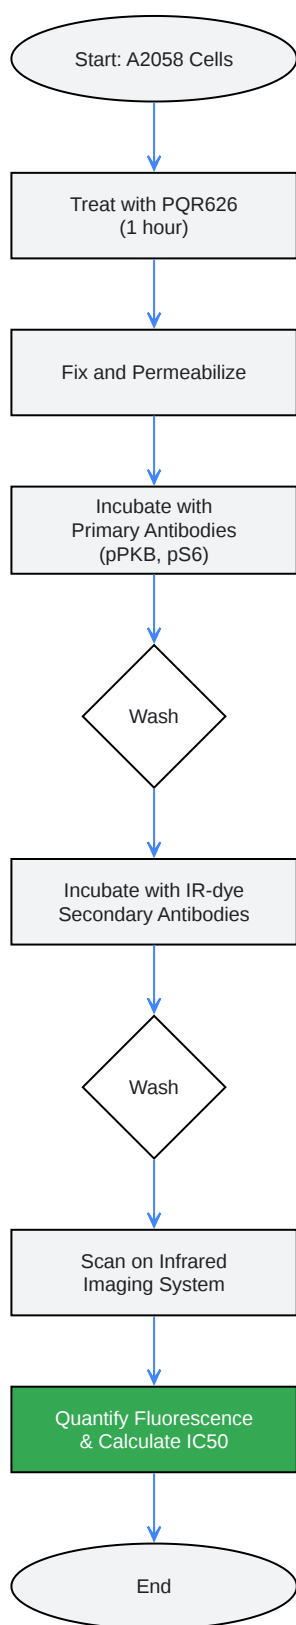 Start: A2058 Cells
Treat with PQR626
(1 hour)
Fix and Permeabilize
Incubate with
Primary Antibodies
(pPKB, pS6)
Wash
Incubate with IR-dye
Secondary Antibodies
Wash
Scan on Infrared
Imaging System
Quantify Fluorescence
& Calculate IC50
End